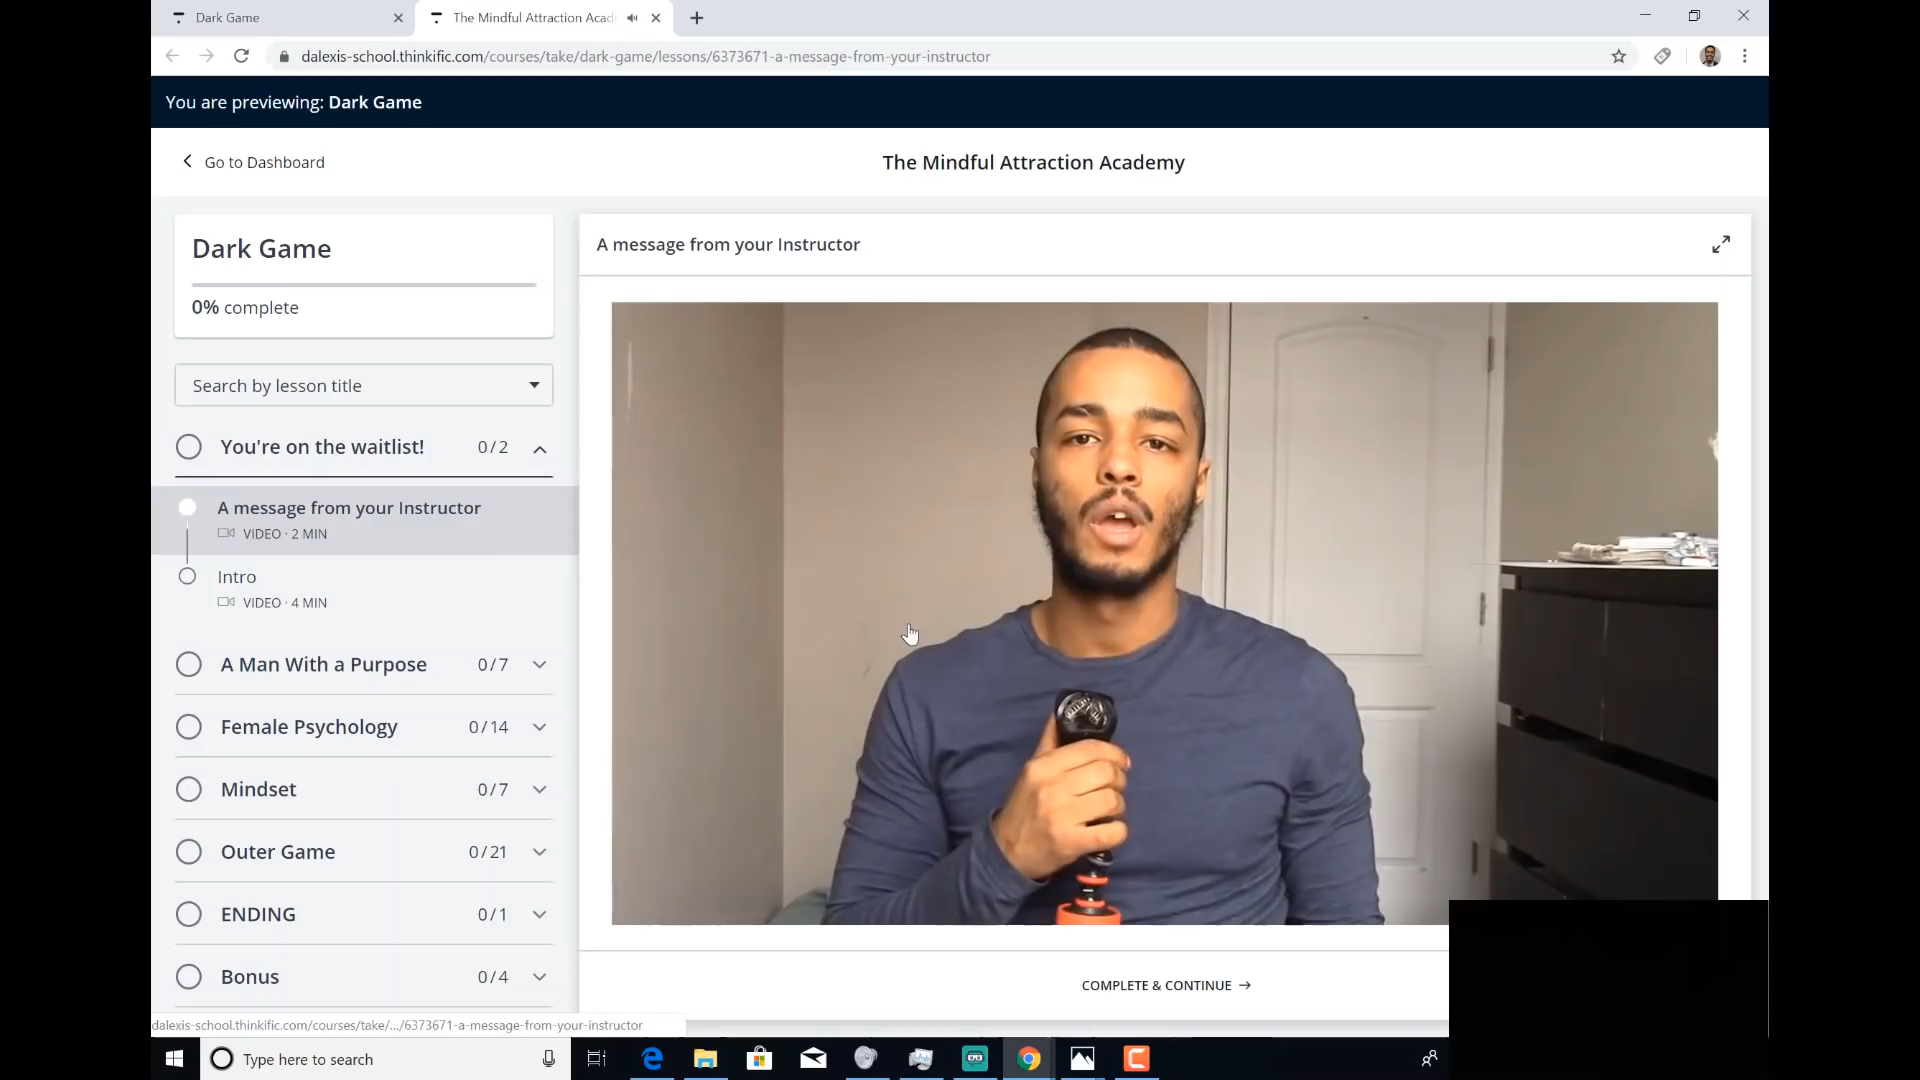 Dark Game
The Mindful Attraction Acad
dalexis-school.thinkific.com/courses/take/dark-game/lessons/6373671-a-message-from-your-instructor
You are previewing: Dark Game
Go to Dashboard
The Mindful Attraction Academy
Dark Game
0% complete
Search by lesson title
You're on the waitlist! 0/2
A message from your Instructor
VIDEO · 2 MIN
Intro
VIDEO · 4 MIN
A Man With a Purpose 0/7
Female Psychology 0/14
Mindset 0/7
Outer Game 0/21
ENDING 0/1
Bonus 0/4
A message from your Instructor
COMPLETE & CONTINUE →
dalexis-school.thinkific.com/courses/take/.../6373671-a-message-from-your-instructor
Type here to search